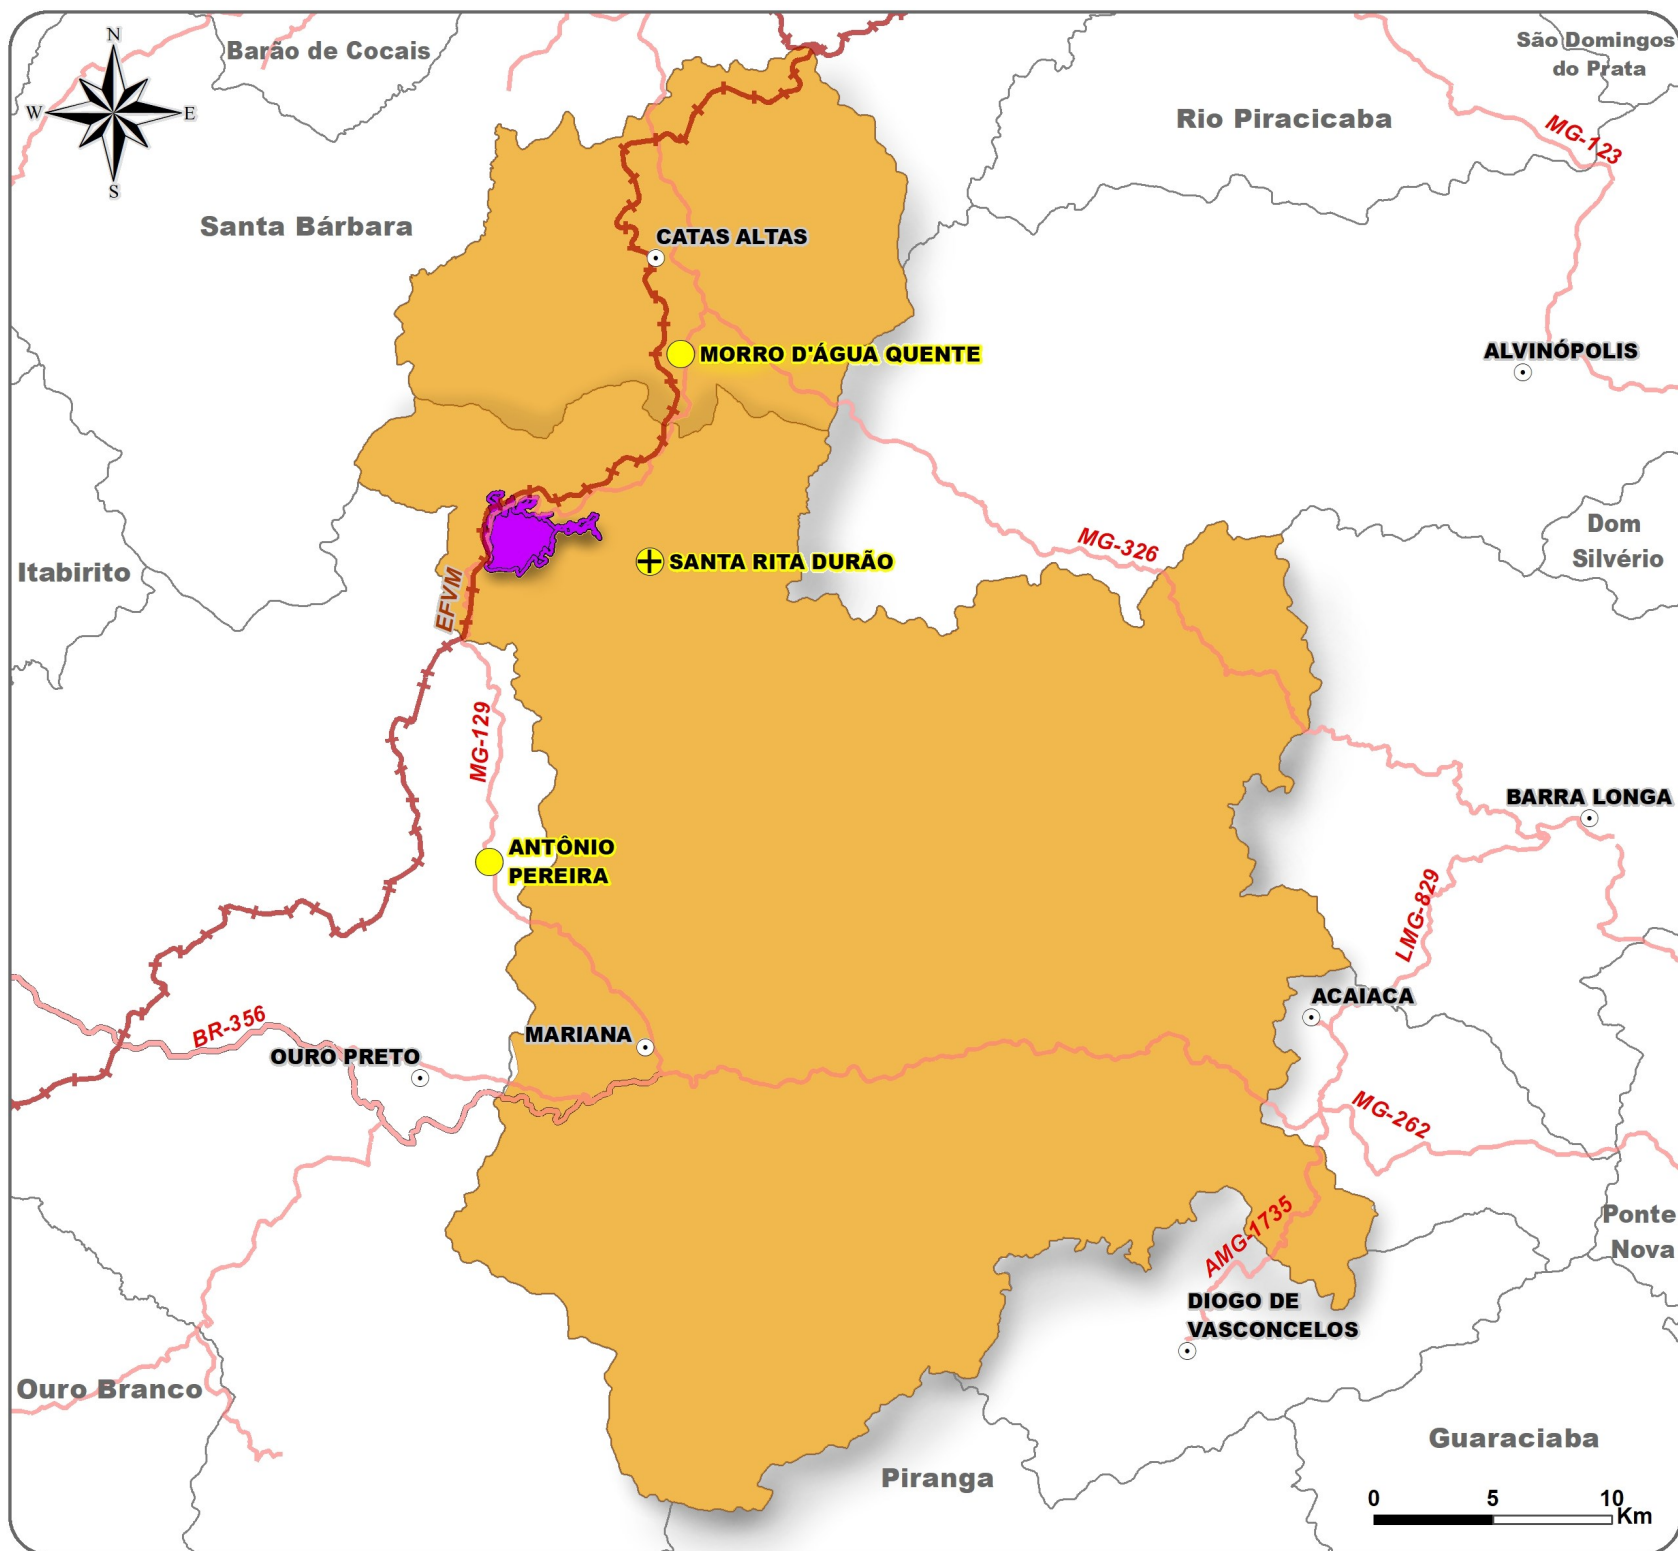 N
Barão de Cocais
São Domingos
do Prata
W
E
S
Rio Piracicaba
MG-123
Santa Bárbara
CATAS ALTAS
MORRO D'ÁGUA QUENTE
ALVINÓPOLIS
MG-326
Dom
Silvério
SANTA RITA DURÃO
Itabirito
EFVM
MG-129
BARRA LONGA
ANTÔNIO
PEREIRA
LMG-829
ACAIACA
BR-356
MARIANA
OURO PRETO
MG-262
AMG-1735
Ponte
Nova
DIOGO DE
VASCONCELOS
Ouro Branco
Guaraciaba
Piranga
0 5 10
Km